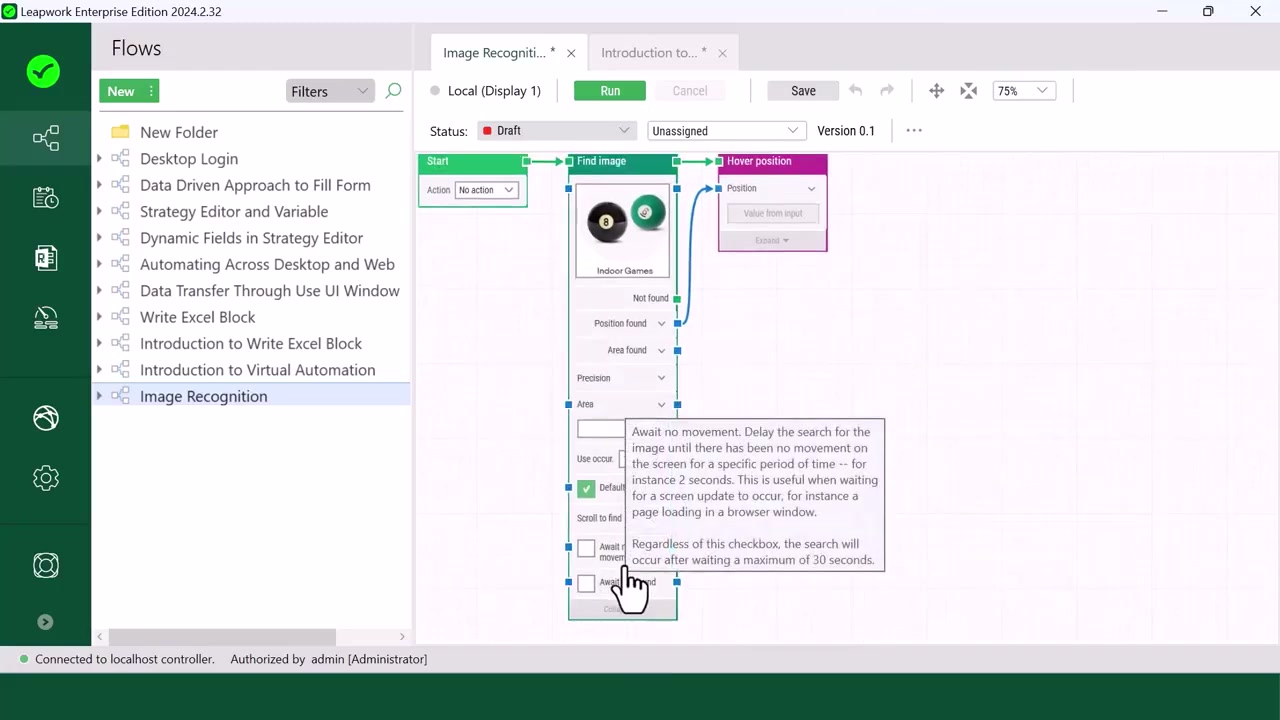 Leapwork Enterprise Edition 2024.2.32
Flows
New
Filters
New Folder
Desktop Login
Data Driven Approach to Fill Form
Strategy Editor and Variable
Dynamic Fields in Strategy Editor
Automating Across Desktop and Web
Data Transfer Through Use UI Window
Write Excel Block
Introduction to Write Excel Block
Introduction to Virtual Automation
Image Recognition
Image Recogniti... *
Introduction to... *
Local (Display 1)
Run
Cancel
Save
75%
Status:
Draft
Unassigned
Version 0.1
Start
Action
No action
Find image
8
Indoor Games
Not found
Position found
Area found
Precision
Area
Use occur.
Default
Scroll to find
Hover position
Position
Value from input
Expand
Await no movement. Delay the search for the
image until there has been no movement on
the screen for a specific period of time -- for
instance 2 seconds. This is useful when waiting
for a screen update to occur, for instance a
page loading in a browser window.
Regardless of this checkbox, the search will
occur after waiting a maximum of 30 seconds.
Connected to localhost controller.
Authorized by admin [Administrator]